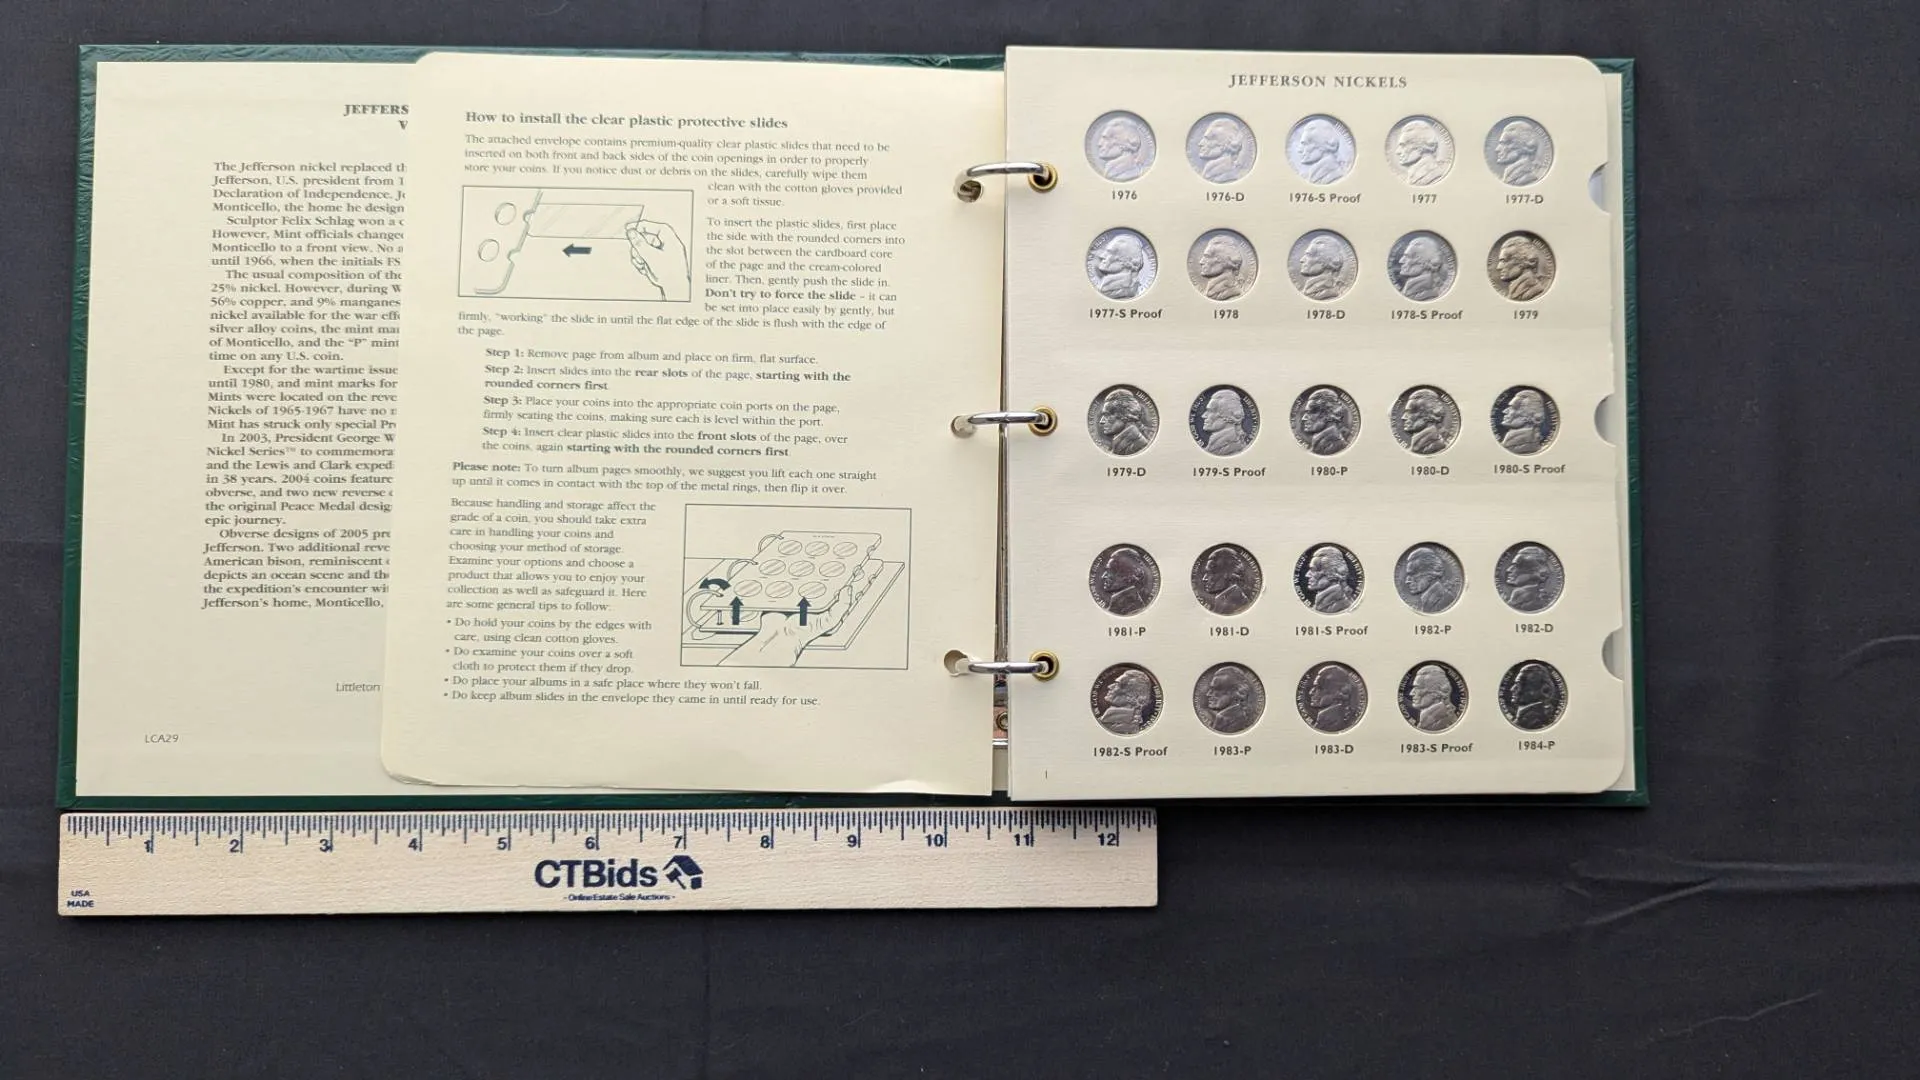 JEFFERS
V
The Jefferson nickel replaced th
Jefferson, U.S. president from 1
Declaration of Independence, Je
Monticello, the home he design
Sculptor Felix Schlag won a c
However, Mint officials change
Monticello to a front view. No a
until 1966, when the initials FS
The usual composition of the
25% nickel. However, during W
56% copper, and 9% manganes
nickel available for the war eff
silver alloy coins, the mint mar
of Monticello, and the "P" mint
time on any U.S. coin.
Except for the wartime issue
until 1980, and mint marks for
Mints were located on the reve
Nickels of 1965-1967 have no m
Mint has struck only special Pr
In 2003, President George W
Nickel Series™ to commemora
and the Lewis and Clark exped
in 38 years. 2004 coins feature
obverse, and two new reverse
the original Peace Medal desig
epic journey.
Obverse designs of 2005 pre
Jefferson. Two additional reve
American bison, reminiscent
depicts an ocean scene and the
the expedition's encounter wit
Jefferson's home, Monticello,
Littleton
LCA29
How to install the clear plastic protective slides
The attached envelope contains premium-quality clear plastic slides that need to be
inserted on both front and back sides of the coin openings in order to properly
store your coins. If you notice dust or debris on the slides, carefully wipe them
clean with the cotton gloves provided
or a soft tissue.
To insert the plastic slides, first place
the side with the rounded corners into
the slot between the cardboard core
of the page and the cream-colored
liner. Then, gently push the slide in.
Don't try to force the slide – it can
be set into place easily by gently, but
firmly, "working" the slide in until the flat edge of the slide is flush with the edge of
the page.
Step 1: Remove page from album and place on firm, flat surface.
Step 2: Insert slides into the rear slots of the page, starting with the
rounded corners first.
Step 3: Place your coins into the appropriate coin ports on the page,
firmly seating the coins, making sure each is level within the port.
Step 4: Insert clear plastic slides into the front slots of the page, over
the coins, again starting with the rounded corners first.
Please note: To turn album pages smoothly, we suggest you lift each one straight
up until it comes in contact with the top of the metal rings, then flip it over.
Because handling and storage affect the
grade of a coin, you should take extra
care in handling your coins and
choosing your method of storage.
Examine your options and choose a
product that allows you to enjoy your
collection as well as safeguard it. Here
are some general tips to follow:
• Do hold your coins by the edges with
care, using clean cotton gloves.
• Do examine your coins over a soft
cloth to protect them if they drop.
• Do place your albums in a safe place where they won't fall.
• Do keep album slides in the envelope they came in until ready for use.
JEFFERSON NICKELS
1976 1976-D 1976-S Proof 1977 1977-D
1977-S Proof 1978 1978-D 1978-S Proof 1979
1979-D 1979-S Proof 1980-P 1980-D 1980-S Proof
1981-P 1981-D 1981-S Proof 1982-P 1982-D
1982-S Proof 1983-P 1983-D 1983-S Proof 1984-P
1
1 2 3 4 5 6 7 8 9 10 11 12
CTBids
- Online Estate Sale Auctions -
USA
MADE